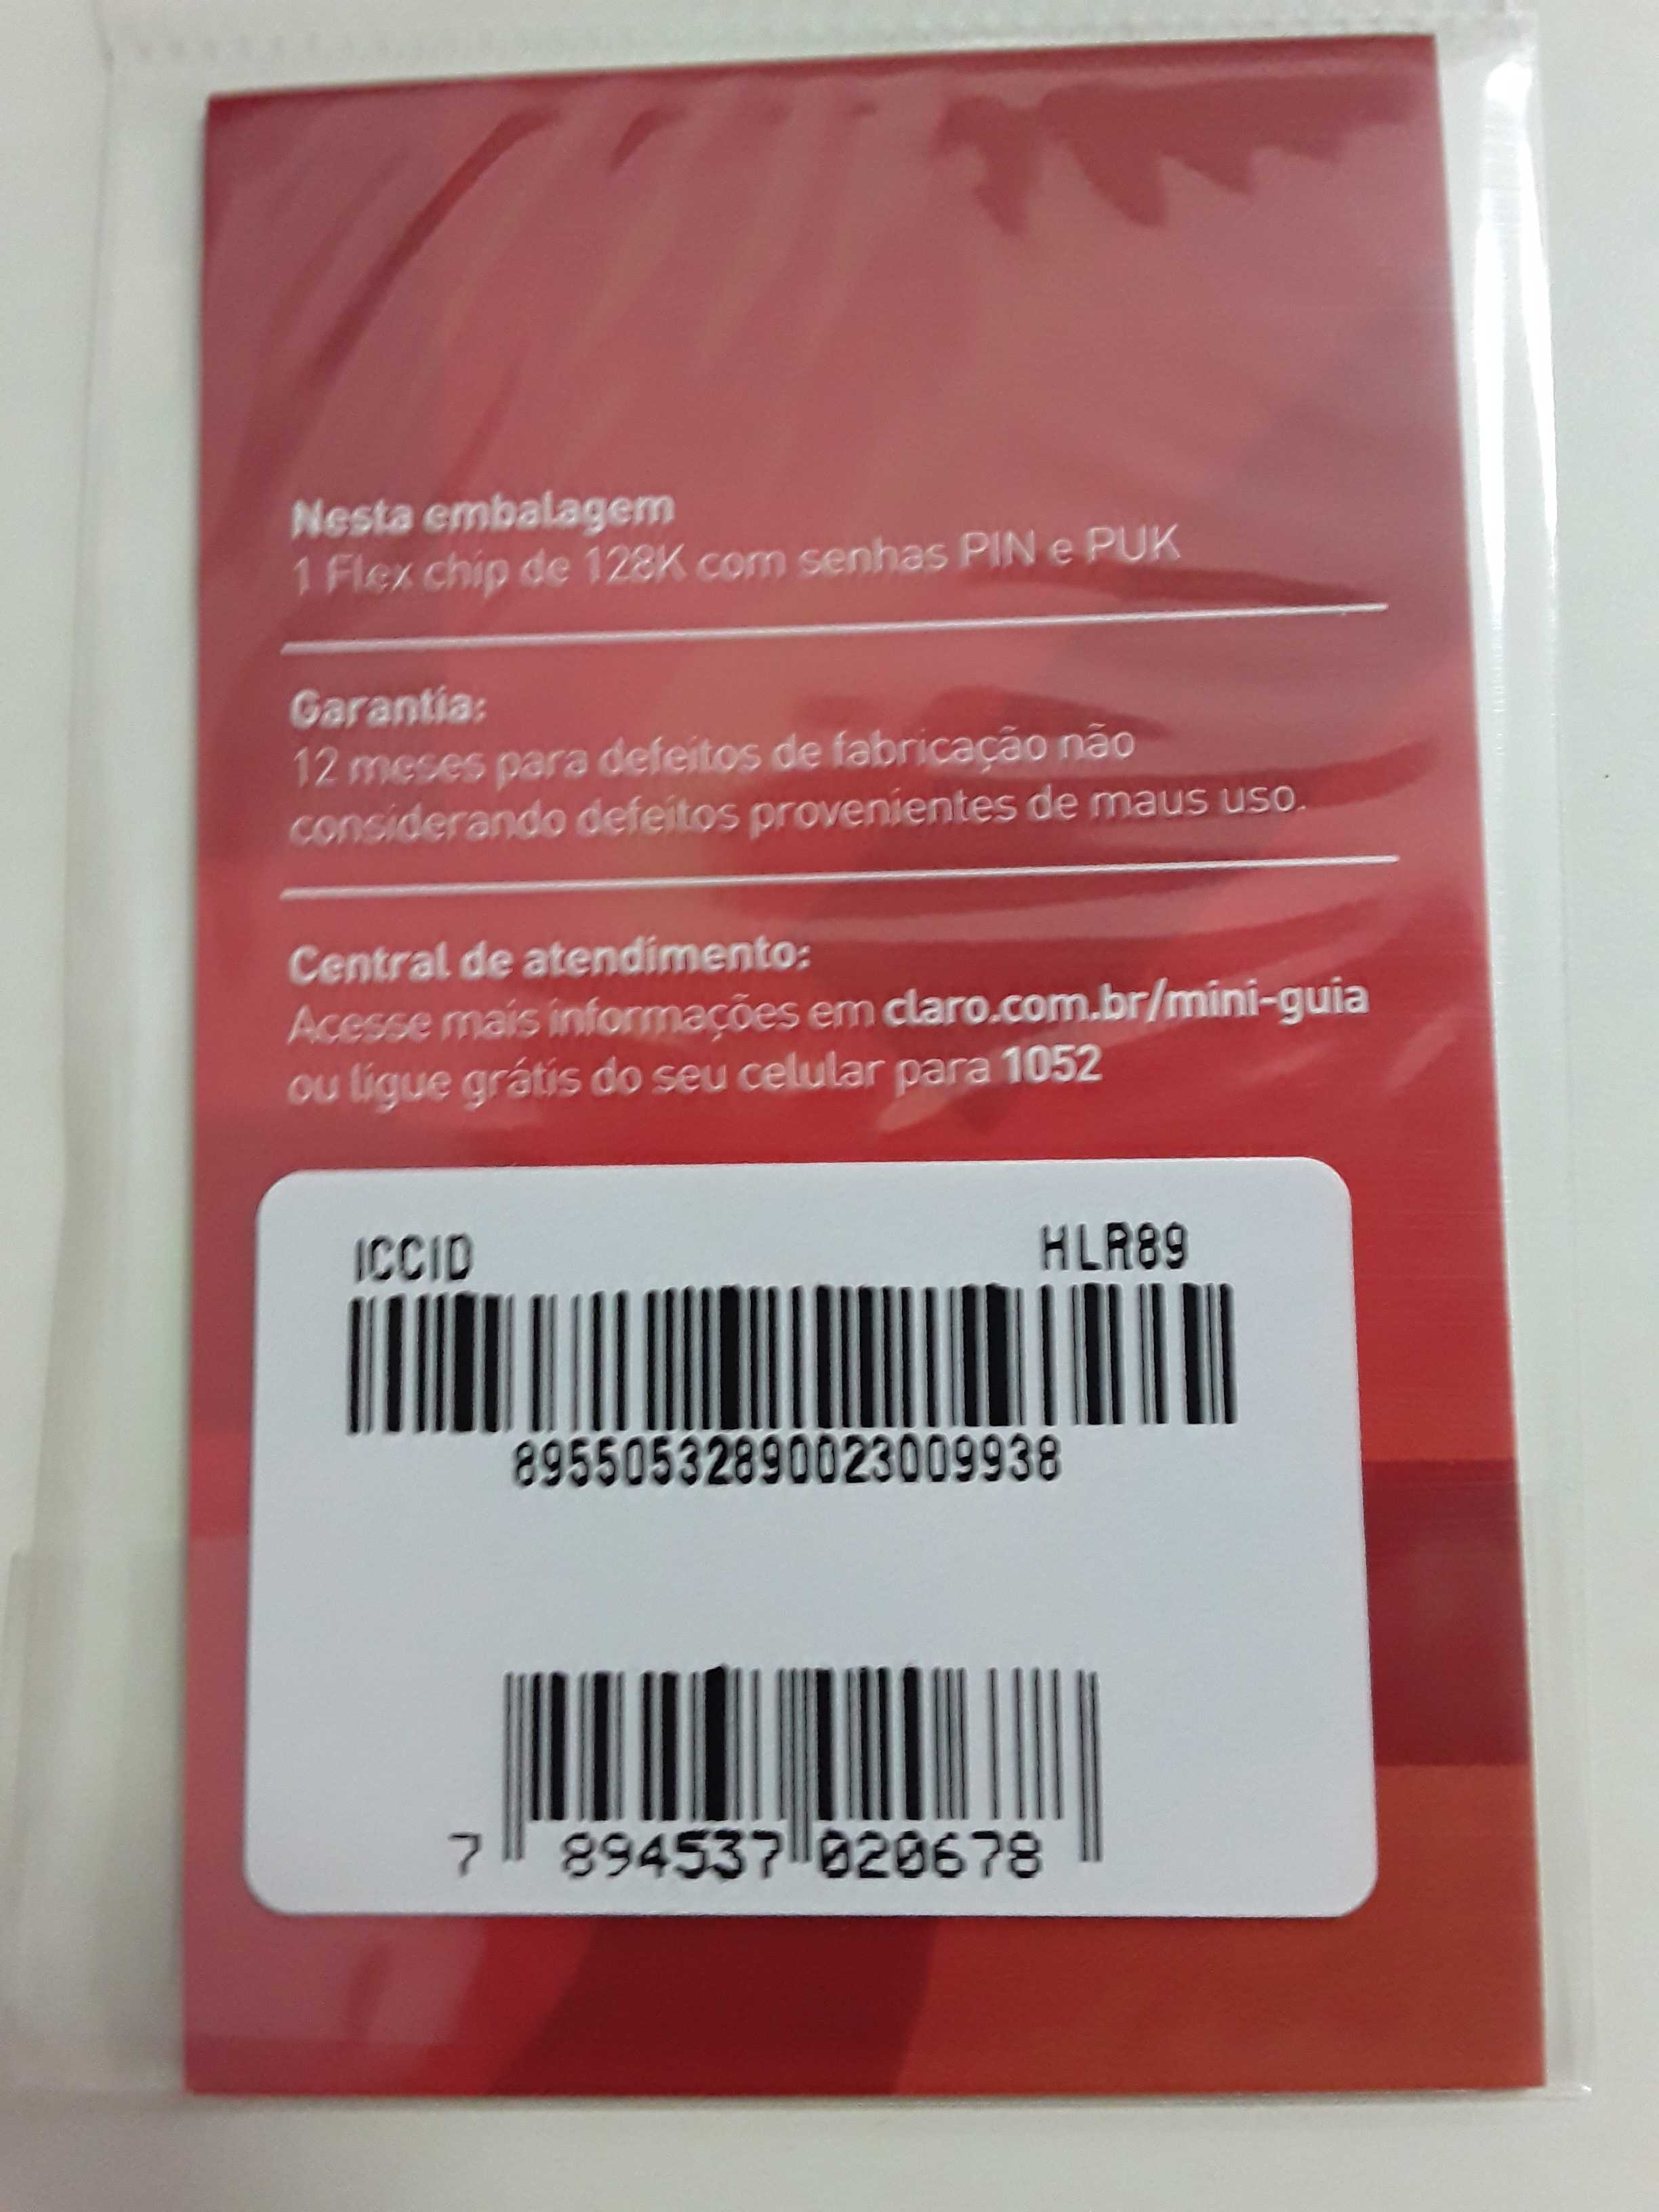 Nesta embalagem
1 Flex chip de 128K com senhas PIN e PUK
Garantia:
12 meses para defeitos de fabricação não
considerando defeitos provenientes de maus uso.
Central de atendimento:
Acesse mais informações em claro.com.br/mini-guia
ou ligue grátis do seu celular para 1052
ICCID HLR89
89550532890023009938
7 894537 020678